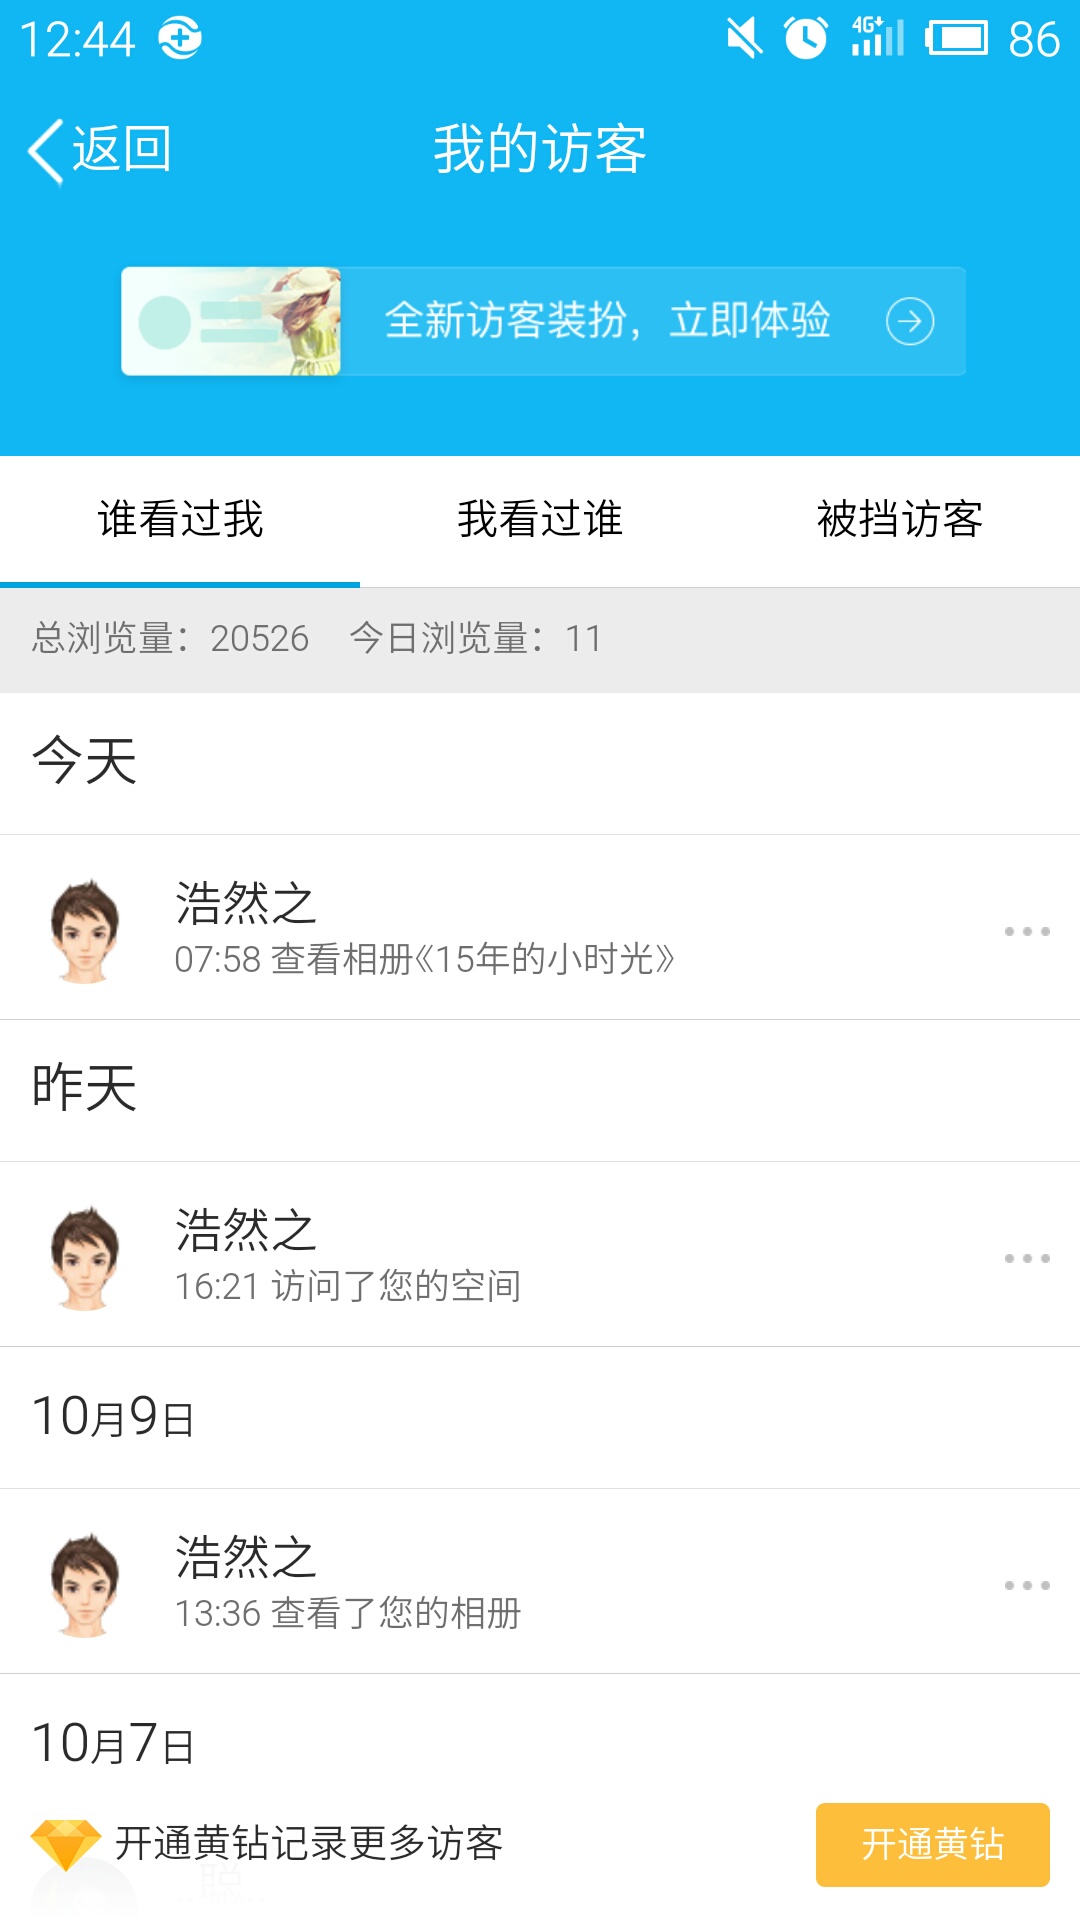 12:44
4G
86
返回
我的访客
全新访客装扮，立即体验
谁看过我
我看过谁
被挡访客
总浏览量：20526 今日浏览量：11
今天
浩然之
07:58 查看相册《15年的小时光》
昨天
浩然之
16:21 访问了您的空间
10月9日
浩然之
13:36 查看了您的相册
10月7日
开通黄钻记录更多访客
开通黄钻